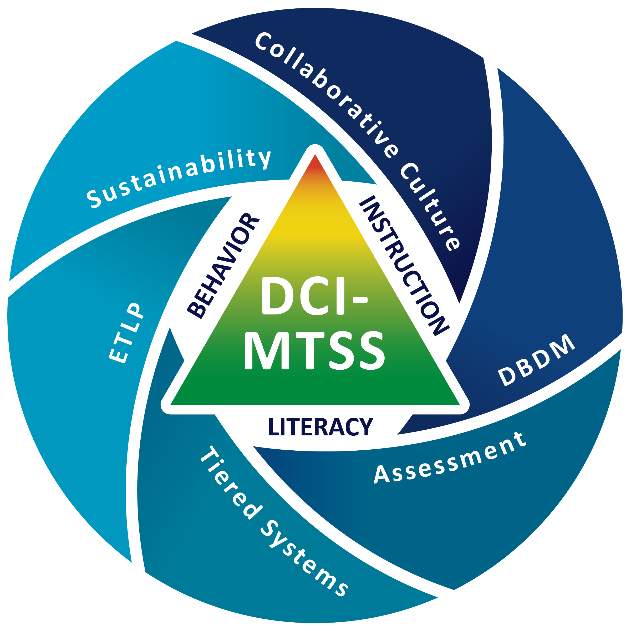 Collaborative Culture
DBDM
Assessment
Tiered Systems
ETLP
Sustainability
BEHAVIOR
INSTRUCTION
LITERACY
DCI-
MTSS